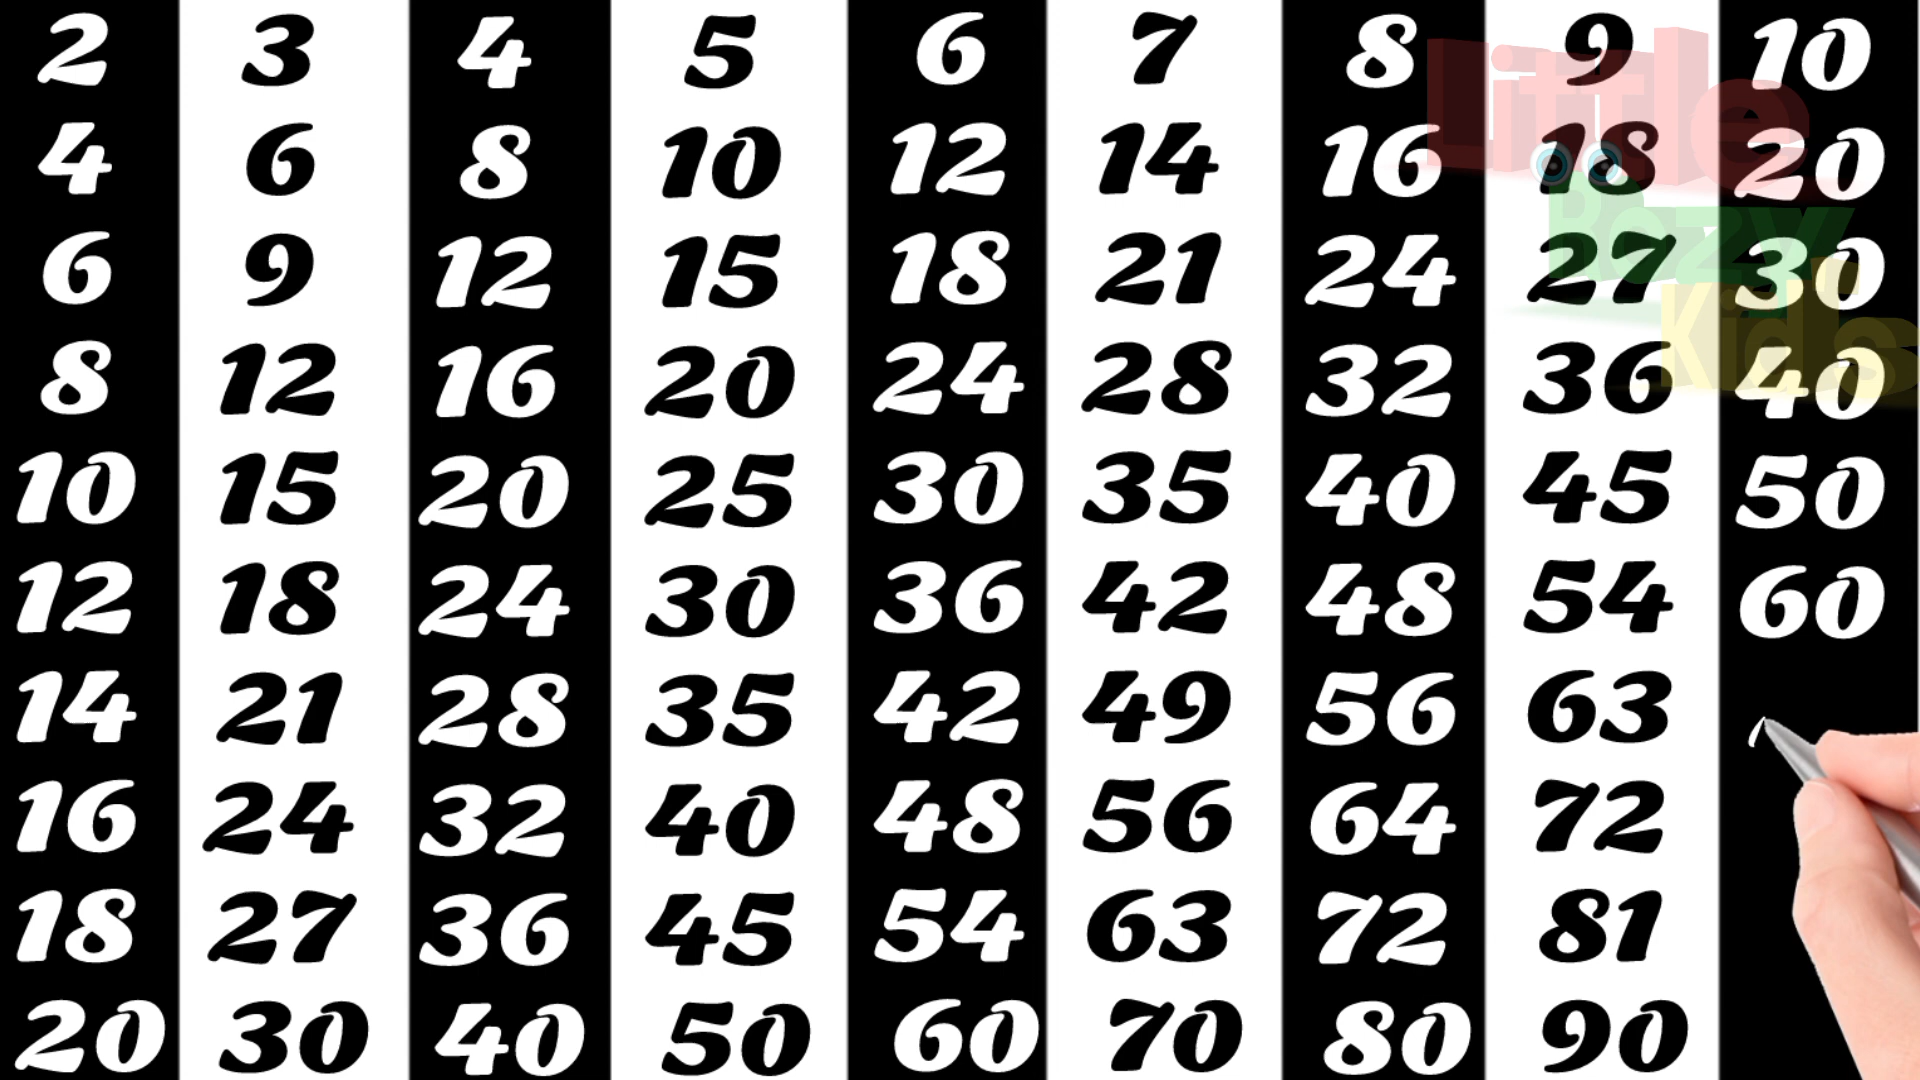 2 3 4 5 6 7 8 9 10
4 6 8 10 12 14 16 18 20
6 9 12 15 18 21 24 27 30
8 12 16 20 24 28 32 36 40
10 15 20 25 30 35 40 45 50
12 18 24 30 36 42 48 54 60
14 21 28 35 42 49 56 63
16 24 32 40 48 56 64 72
18 27 36 45 54 63 72 81
20 30 40 50 60 70 80 90
Little
Rozy
Kids